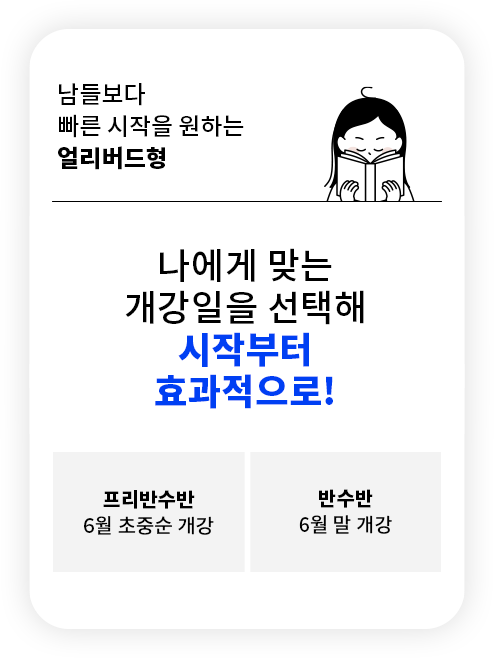 남들보다
빠른 시작을 원하는
얼리버드형
나에게 맞는
개강일을 선택해
시작부터
효과적으로!
프리반수반
6월 초중순 개강
반수반
6월 말 개강